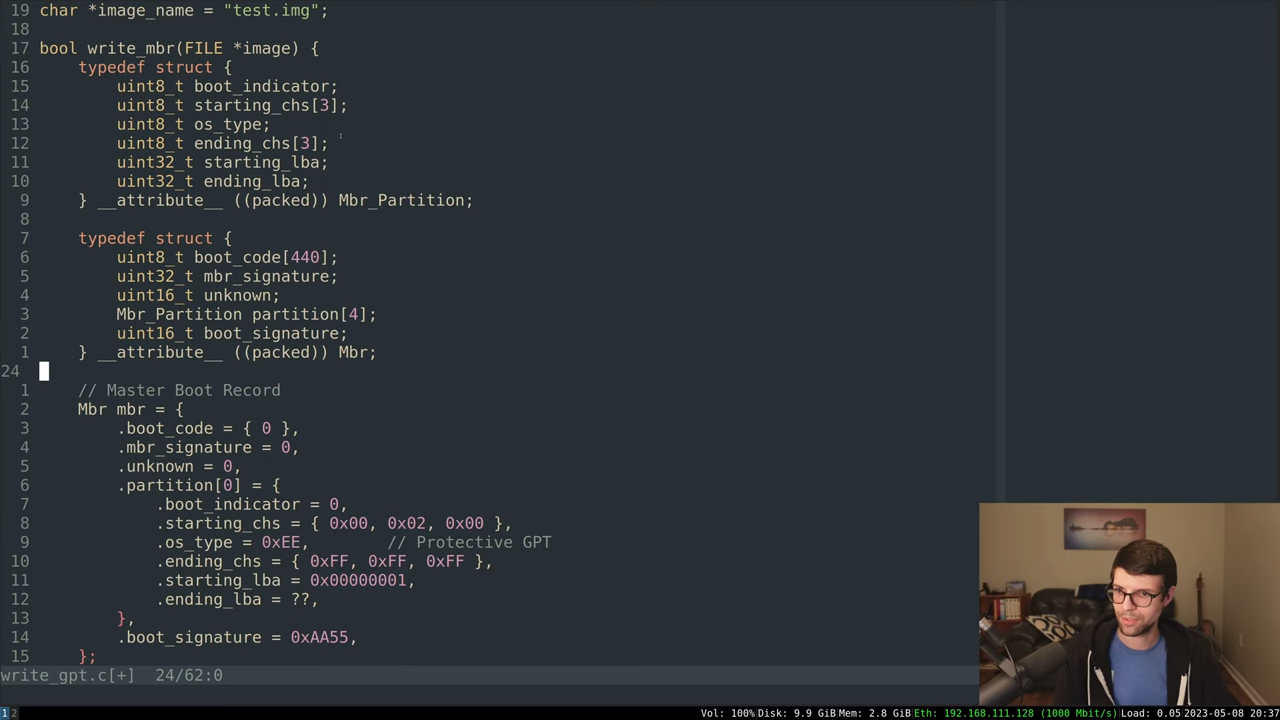 19 char *image_name = "test.img";
18
17 bool write_mbr(FILE *image) {
16     typedef struct {
15         uint8_t boot_indicator;
14         uint8_t starting_chs[3];
13         uint8_t os_type;
12         uint8_t ending_chs[3];
11         uint32_t starting_lba;
10         uint32_t ending_lba;
9     } __attribute__ ((packed)) Mbr_Partition;
8
7     typedef struct {
6         uint8_t boot_code[440];
5         uint32_t mbr_signature;
4         uint16_t unknown;
3         Mbr_Partition partition[4];
2         uint16_t boot_signature;
1     } __attribute__ ((packed)) Mbr;
24
1     // Master Boot Record
2     Mbr mbr = {
3         .boot_code = { 0 },
4         .mbr_signature = 0,
5         .unknown = 0,
6         .partition[0] = {
7             .boot_indicator = 0,
8             .starting_chs = { 0x00, 0x02, 0x00 },
9             .os_type = 0xEE,        // Protective GPT
10             .ending_chs = { 0xFF, 0xFF, 0xFF },
11             .starting_lba = 0x00000001,
12             .ending_lba = ??,
13         },
14         .boot_signature = 0xAA55,
15     };
write_gpt.c[+]  24/62:0
1 2 Vol: 100% Disk: 9.9 GiB Mem: 2.8 GiB Eth: 192.168.111.128 (1000 Mbit/s) Load: 0.05 2023-05-08 20:37